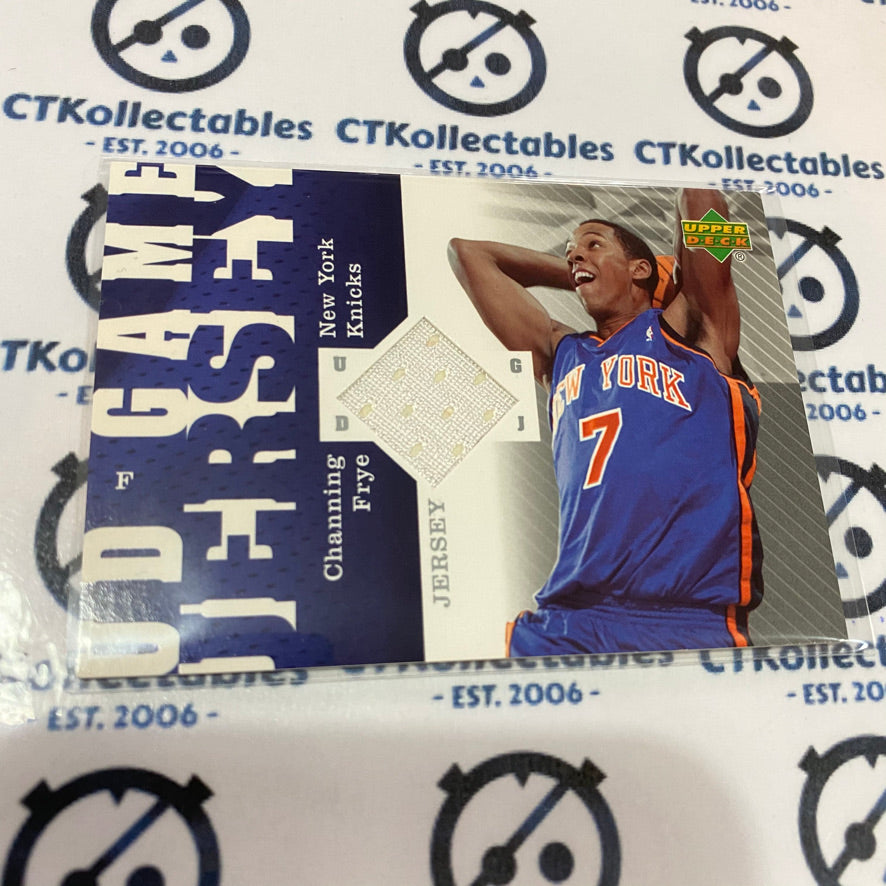 EST. 2006 -
CTKollectables
- EST. 2006 -
CTKollectables
- EST. 2006 -
CTKollectables
- EST. 2006 -
UD GAME
JERSEY
F
New York
Knicks
U G
D J
Channing
Frye
JERSEY
UPPER
DECK
®
NEW YORK
7
- EST. 2006 -
- EST. 2006 -